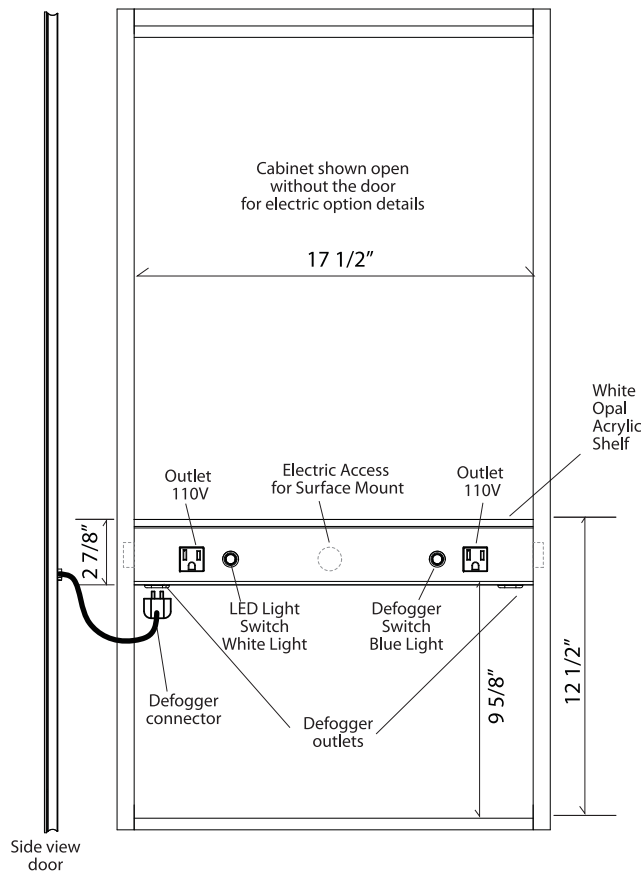 Cabinet shown open
without the door
for electric option details
17 1/2”
White
Opal
Acrylic
Shelf
Outlet
110V
Electric Access
for Surface Mount
Outlet
110V
2 7/8”
LED Light
Switch
White Light
Defogger
Switch
Blue Light
Defogger
connector
Defogger
outlets
9 5/8”
12 1/2”
Side view
door